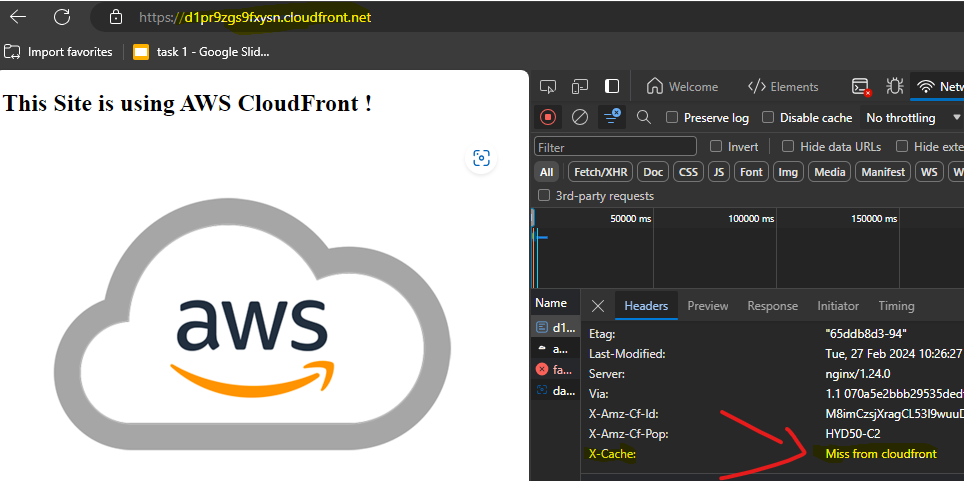 https://d1pr9zgs9fxysn.cloudfront.net
Import favorites task 1 - Google Slid...
This Site is using AWS CloudFront !
aws
Welcome Elements Netw
Preserve log Disable cache No throttling
Filter Invert Hide data URLs Hide exte
All Fetch/XHR Doc CSS JS Font Img Media Manifest WS W
3rd-party requests
50000 ms 100000 ms 150000 ms
Name Headers Preview Response Initiator Timing
d1...
a...
fa...
da...
Etag: "65ddb8d3-94"
Last-Modified: Tue, 27 Feb 2024 10:26:27
Server: nginx/1.24.0
Via: 1.1 070a5e2bbb29535ded
X-Amz-Cf-Id: M8imCzsjXragCL53I9wuuD
X-Amz-Cf-Pop: HYD50-C2
X-Cache: Miss from cloudfront